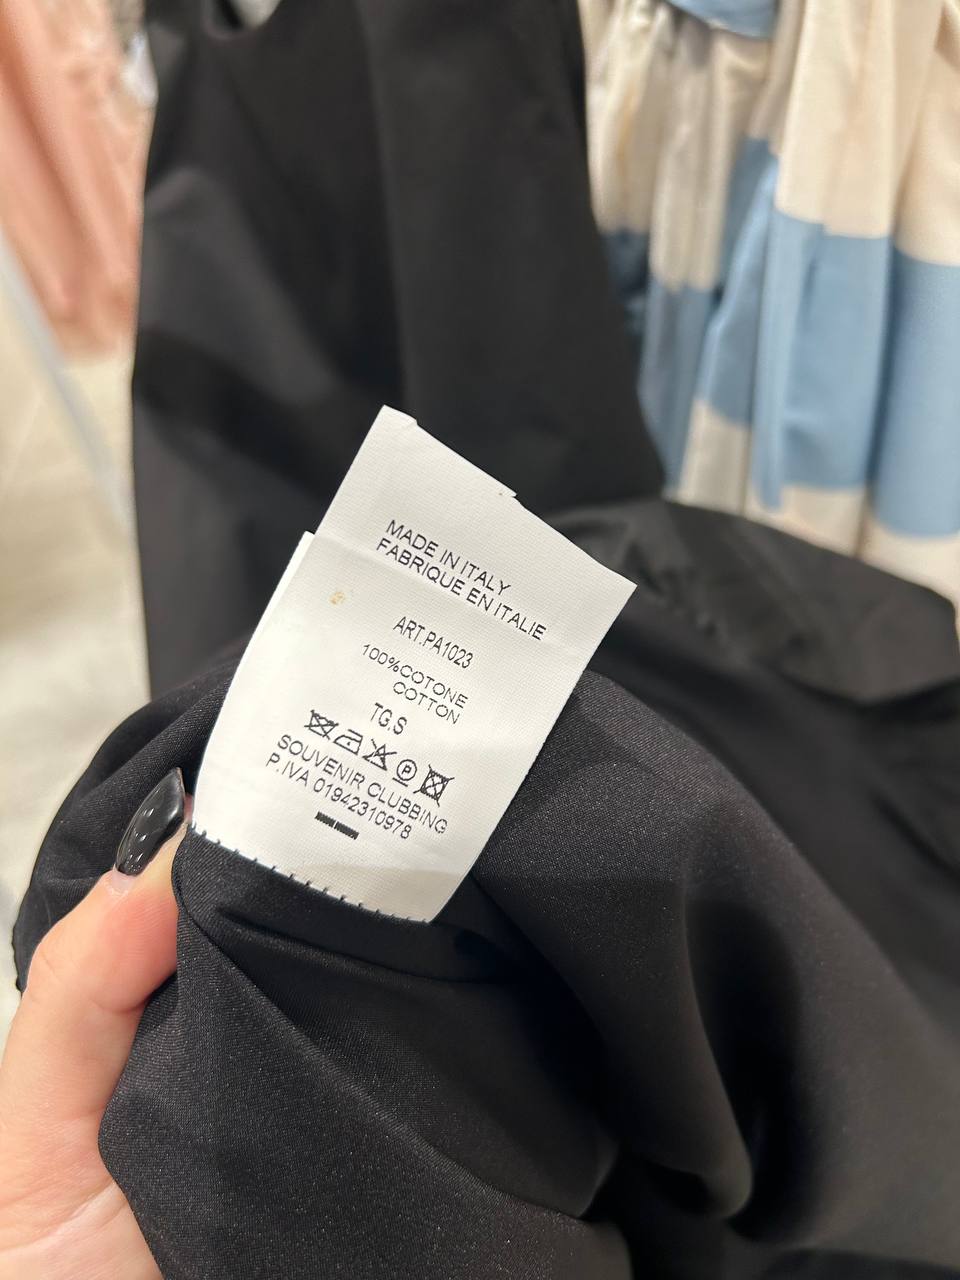 MADE IN ITALY
FABRIQUE EN ITALIE
ART.PA1023
100%COTONE
COTTON
TG.S
P
SOUVENIR CLUBBING
P.IVA 01942310978